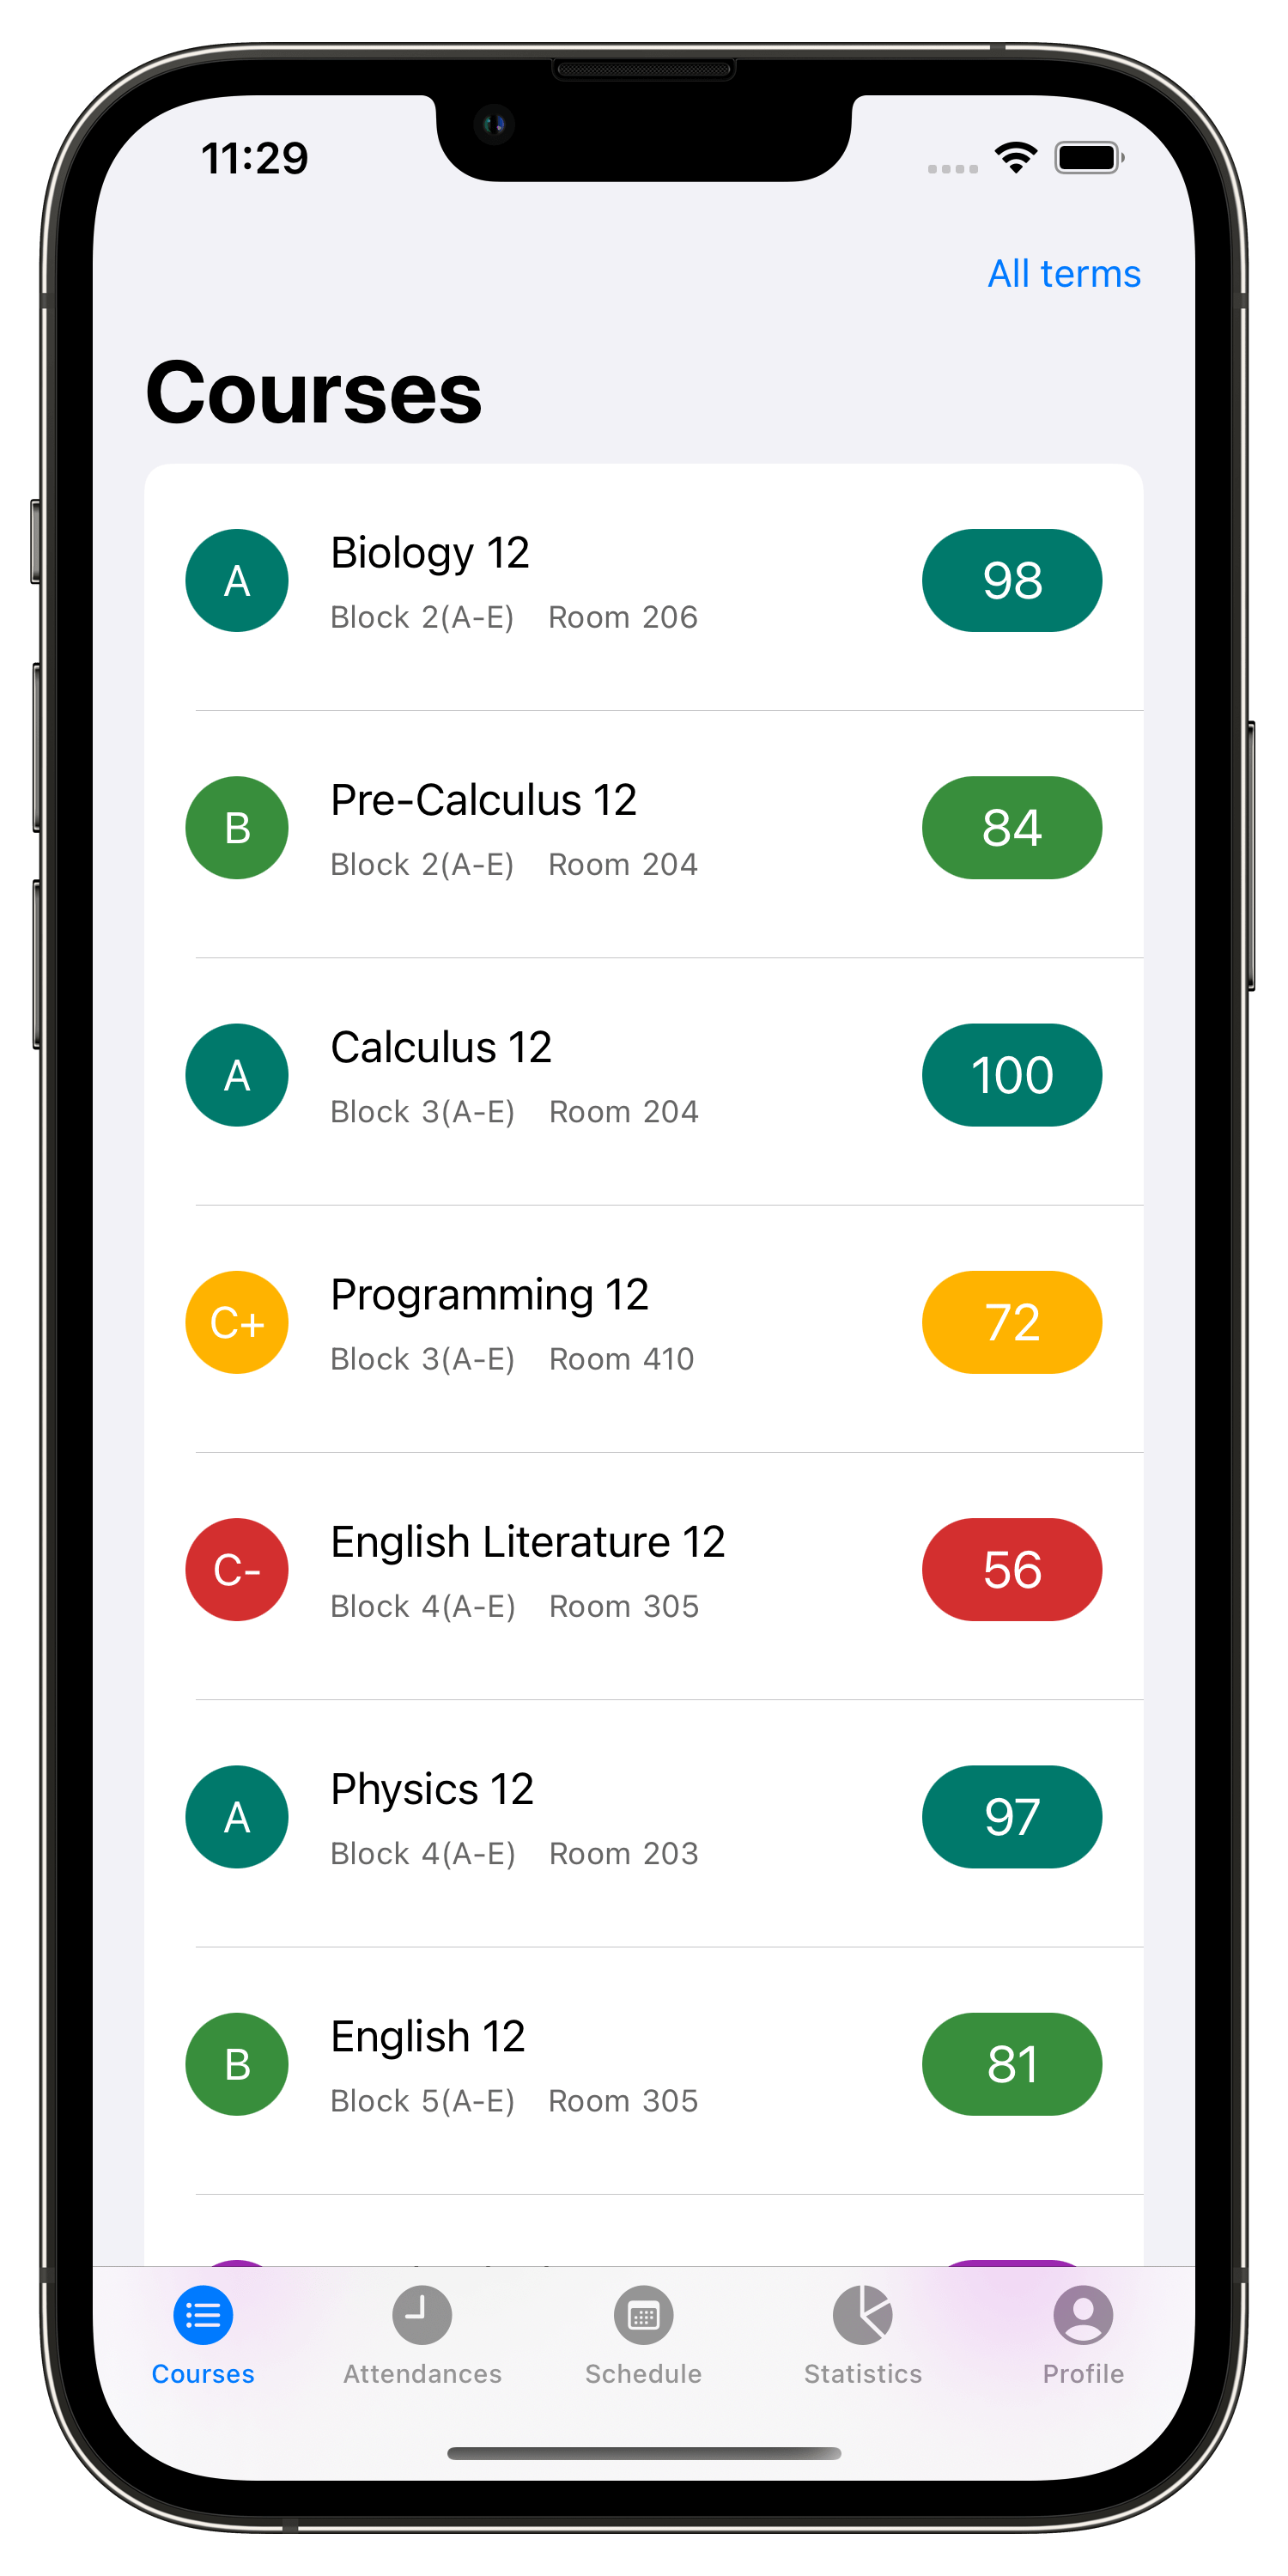 11:29
All terms
Courses
A
Biology 12
98
Block 2(A-E) Room 206
B
Pre-Calculus 12
84
Block 2(A-E) Room 204
A
Calculus 12
100
Block 3(A-E) Room 204
C+
Programming 12
72
Block 3(A-E) Room 410
C-
English Literature 12
56
Block 4(A-E) Room 305
A
Physics 12
97
Block 4(A-E) Room 203
B
English 12
81
Block 5(A-E) Room 305
Courses Attendances Schedule Statistics Profile